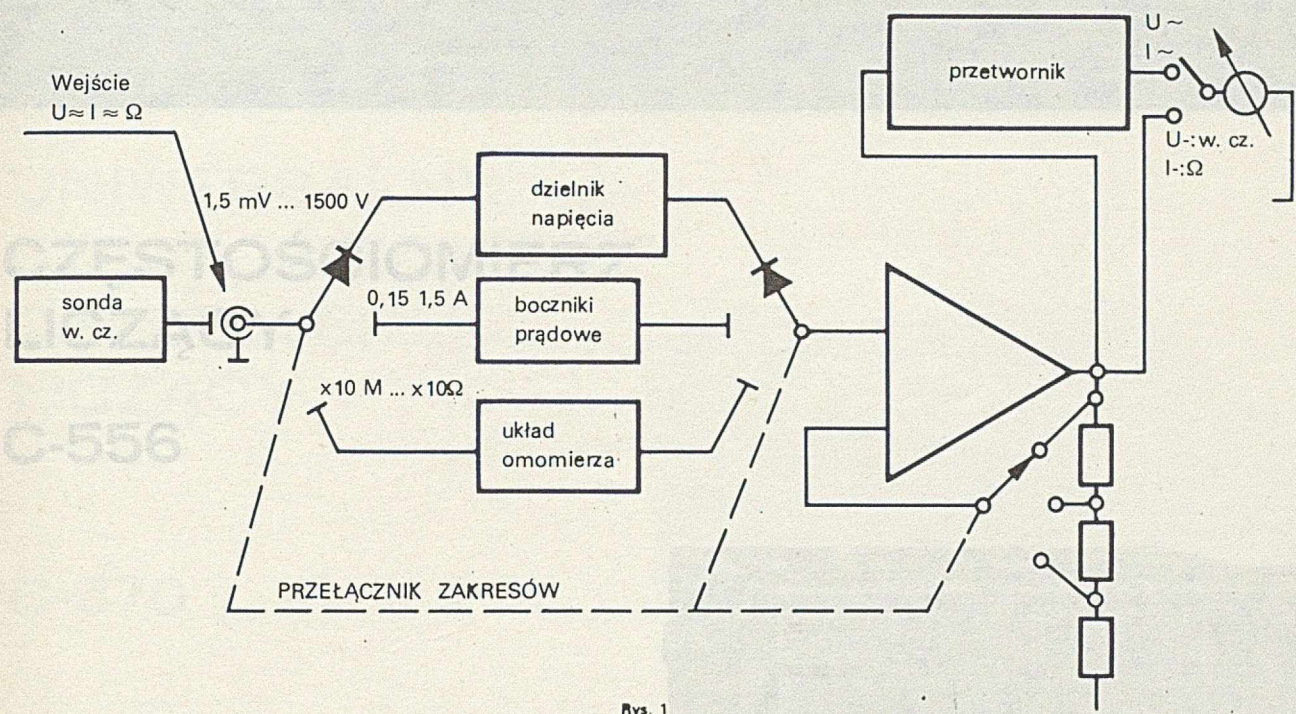 Wejście
U≈ I ≈ Ω
1,5 mV ... 1500 V
sonda
w. cz.
dzielnik
napięcia
0,15 1,5 A
boczniki
prądowe
x10 M ... x10Ω
układ
omomierza
PRZEŁĄCZNIK ZAKRESÓW
przetwornik
U~
I~
U-:w. cz.
I-:Ω
CZĘSTOŚCIOMIERZ
LICZĄCY
C-556
Rys. 1